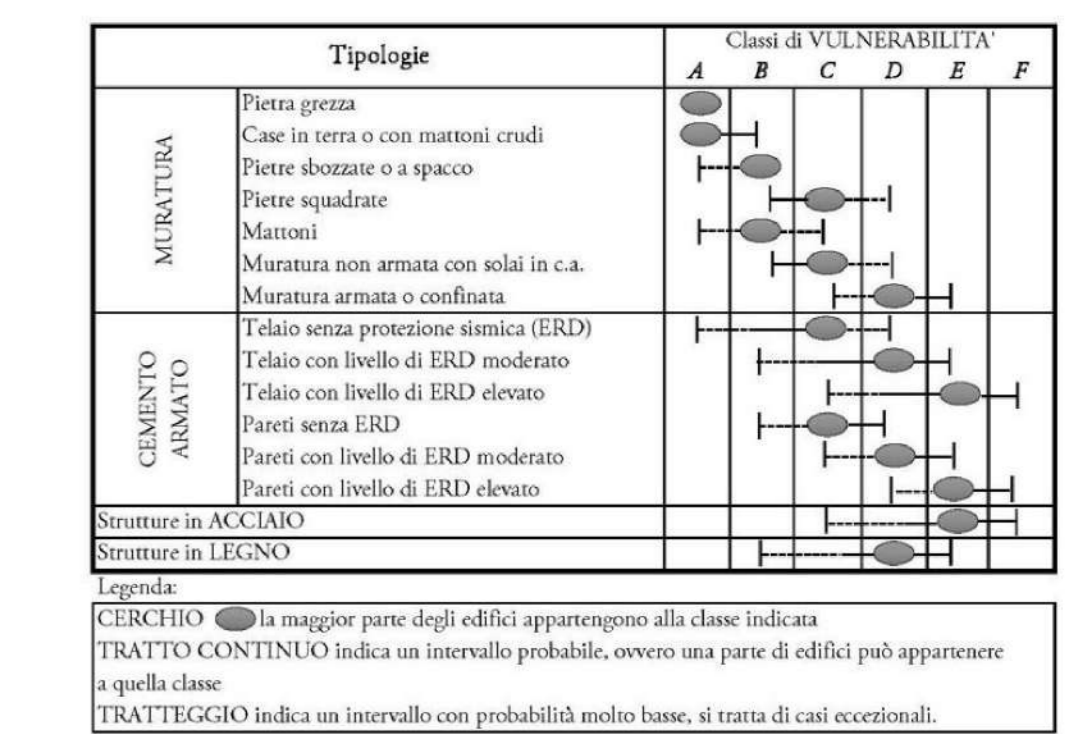 Tipologie
Classi di VULNERABILITA'
A B C D E F
MURATURA
Pietra grezza
Case in terra o con mattoni crudi
Pietre sbozzate o a spacco
Pietre squadrate
Mattoni
Muratura non armata con solai in c.a.
Muratura armata o confinata
CEMENTO
ARMATO
Telaio senza protezione sismica (ERD)
Telaio con livello di ERD moderato
Telaio con livello di ERD elevato
Pareti senza ERD
Pareti con livello di ERD moderato
Pareti con livello di ERD elevato
Strutture in ACCIAIO
Strutture in LEGNO
Legenda:
CERCHIO la maggior parte degli edifici appartengono alla classe indicata
TRATTO CONTINUO indica un intervallo probabile, ovvero una parte di edifici può appartenere
a quella classe
TRATTEGGIO indica un intervallo con probabilità molto basse, si tratta di casi eccezionali.